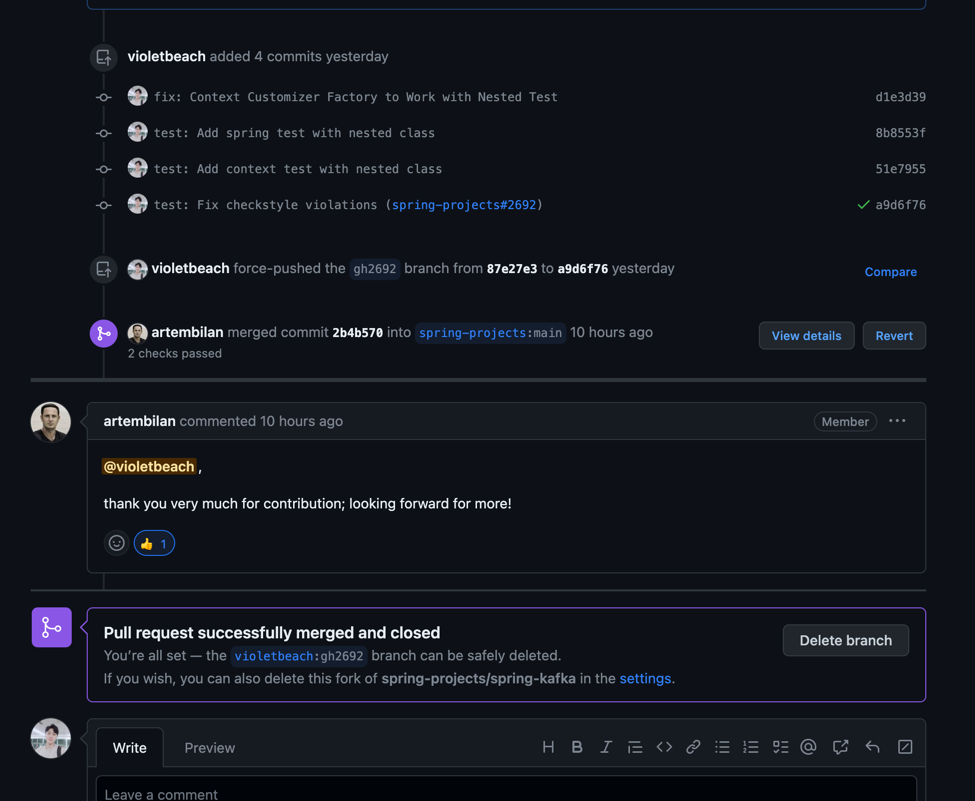 violetbeach added 4 commits yesterday
fix: Context Customizer Factory to Work with Nested Test d1e3d39
test: Add spring test with nested class 8b8553f
test: Add context test with nested class 51e7955
test: Fix checkstyle violations (spring-projects#2692) a9d6f76
violetbeach force-pushed the gh2692 branch from 87e27e3 to a9d6f76 yesterday
Compare
artembilan merged commit 2b4b570 into spring-projects:main 10 hours ago
View details Revert
2 checks passed
artembilan commented 10 hours ago Member
@violetbeach ,
thank you very much for contribution; looking forward for more!
👍 1
Pull request successfully merged and closed
You’re all set — the violetbeach:gh2692 branch can be safely deleted.
Delete branch
If you wish, you can also delete this fork of spring-projects/spring-kafka in the settings.
Write Preview
Leave a comment